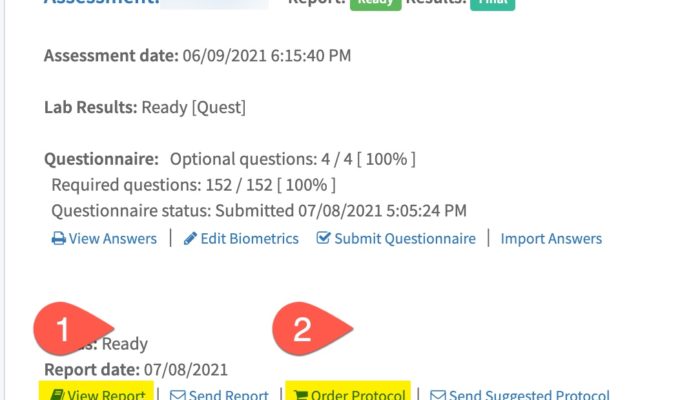 Assessment: Report: Ready Results: Final
Assessment date: 06/09/2021 6:15:40 PM
Lab Results: Ready [Quest]
Questionnaire: Optional questions: 4 / 4 [ 100% ]
Required questions: 152 / 152 [ 100% ]
Questionnaire status: Submitted 07/08/2021 5:05:24 PM
View Answers | Edit Biometrics Submit Questionnaire | Import Answers
1 2
: Ready
Report date: 07/08/2021
View Report | Send Report | Order Protocol | Send Suggested Protocol